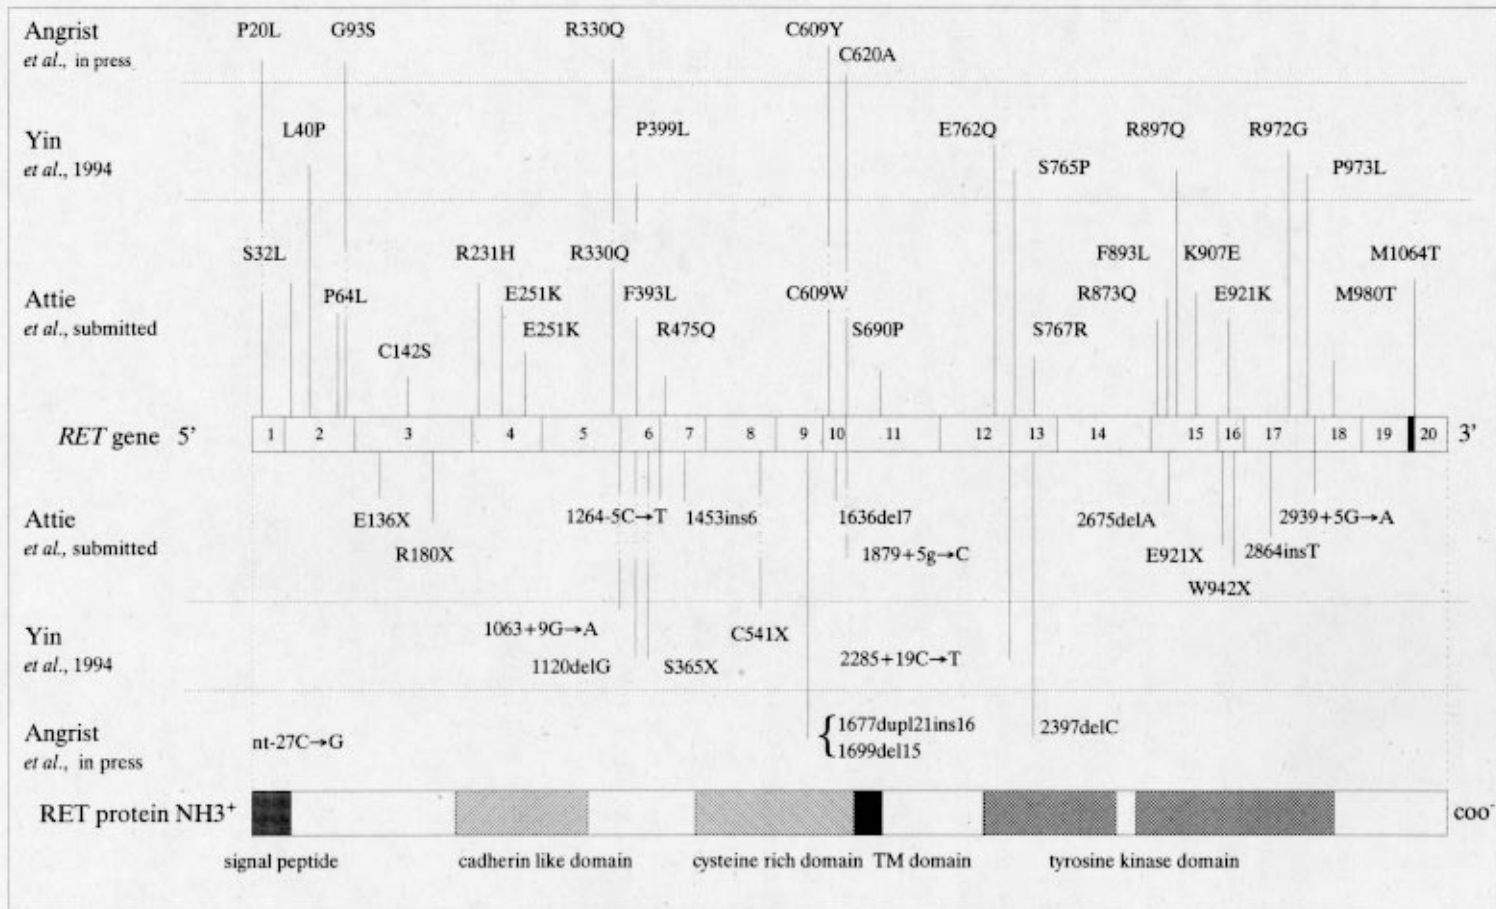 Angrist P20L G93S R330Q C609Y
et al., in press C620A
Yin L40P P399L E762Q R897Q R972G
et al., 1994 S765P P973L
S32L R231H R330Q F893L K907E M1064T
Attie P64L E251K F393L C609W R873Q E921K M980T
et al., submitted E251K R475Q S690P S767R
C142S
RET gene 5’ 1 2 3 4 5 6 7 8 9 10 11 12 13 14 15 16 17 18 19 20 3’
Attie E136X 1264-5C→T 1453ins6 1636del7 2675delA 2939+5G→A
et al., submitted R180X 1879+5g→C E921X 2864insT
W942X
Yin 1063+9G→A C541X
et al., 1994 1120delG S365X 2285+19C→T
Angrist nt-27C→G { 1677dupl21ins16 2397delC
et al., in press 1699del15
RET protein NH3+ coo-
signal peptide cadherin like domain cysteine rich domain TM domain tyrosine kinase domain